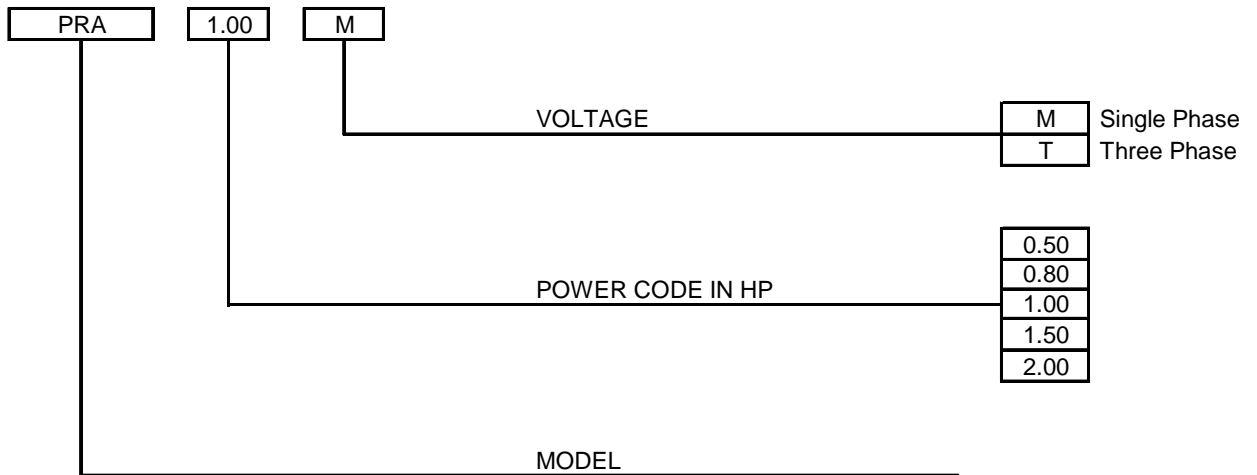 PRA 1.00 M
VOLTAGE
M Single Phase
T Three Phase
0.50
0.80
POWER CODE IN HP
1.00
1.50
2.00
MODEL